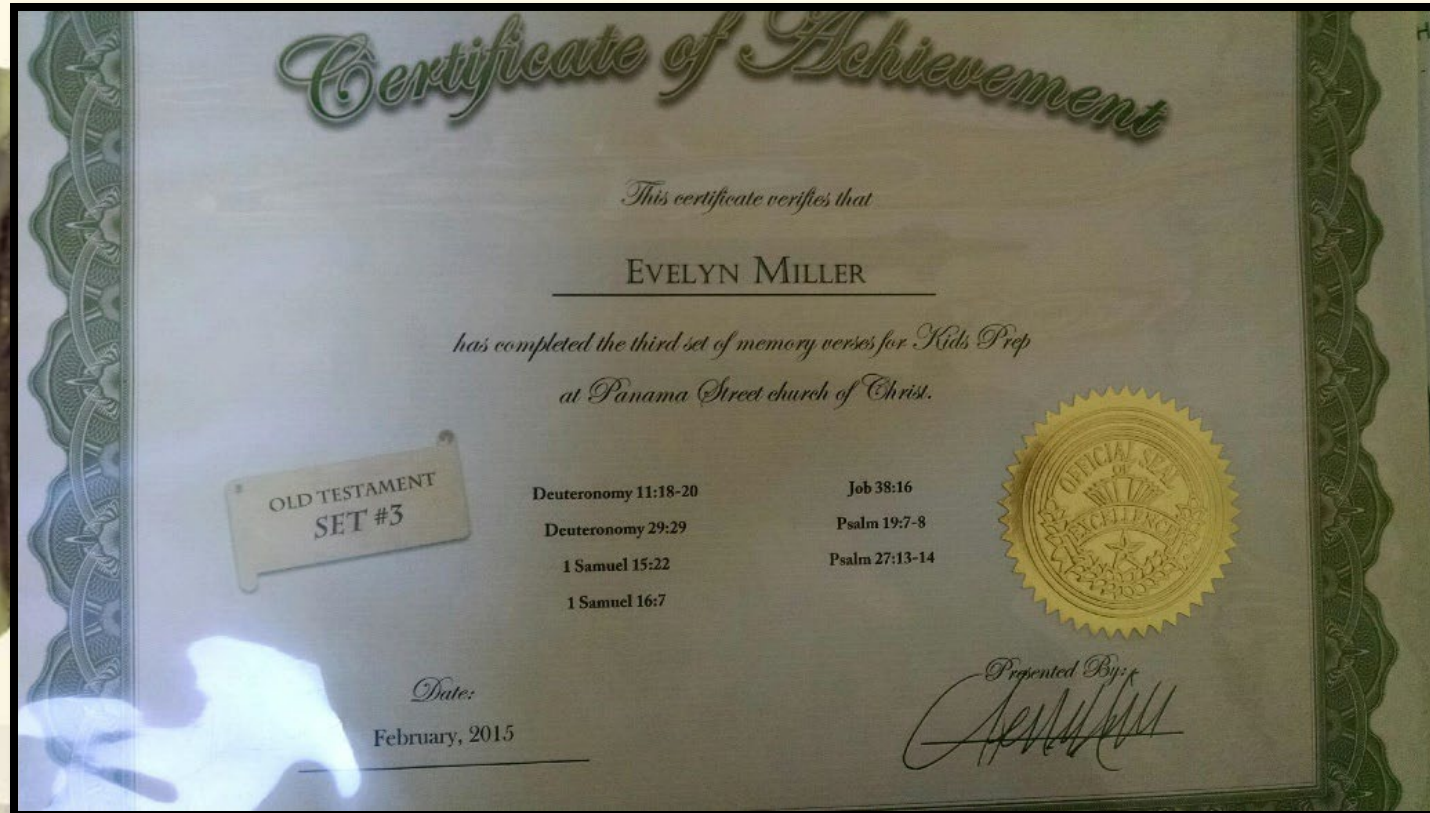 Certificate of Achievement
This certificate verifies that
EVELYN MILLER
has completed the third set of memory verses for Kids Prep
at Panama Street church of Christ.
OLD TESTAMENT
SET #3
Deuteronomy 11:18-20
Deuteronomy 29:29
1 Samuel 15:22
1 Samuel 16:7
Job 38:16
Psalm 19:7-8
Psalm 27:13-14
OFFICIAL SEAL
OF
EXCELLENCE
Date:
February, 2015
Presented By: